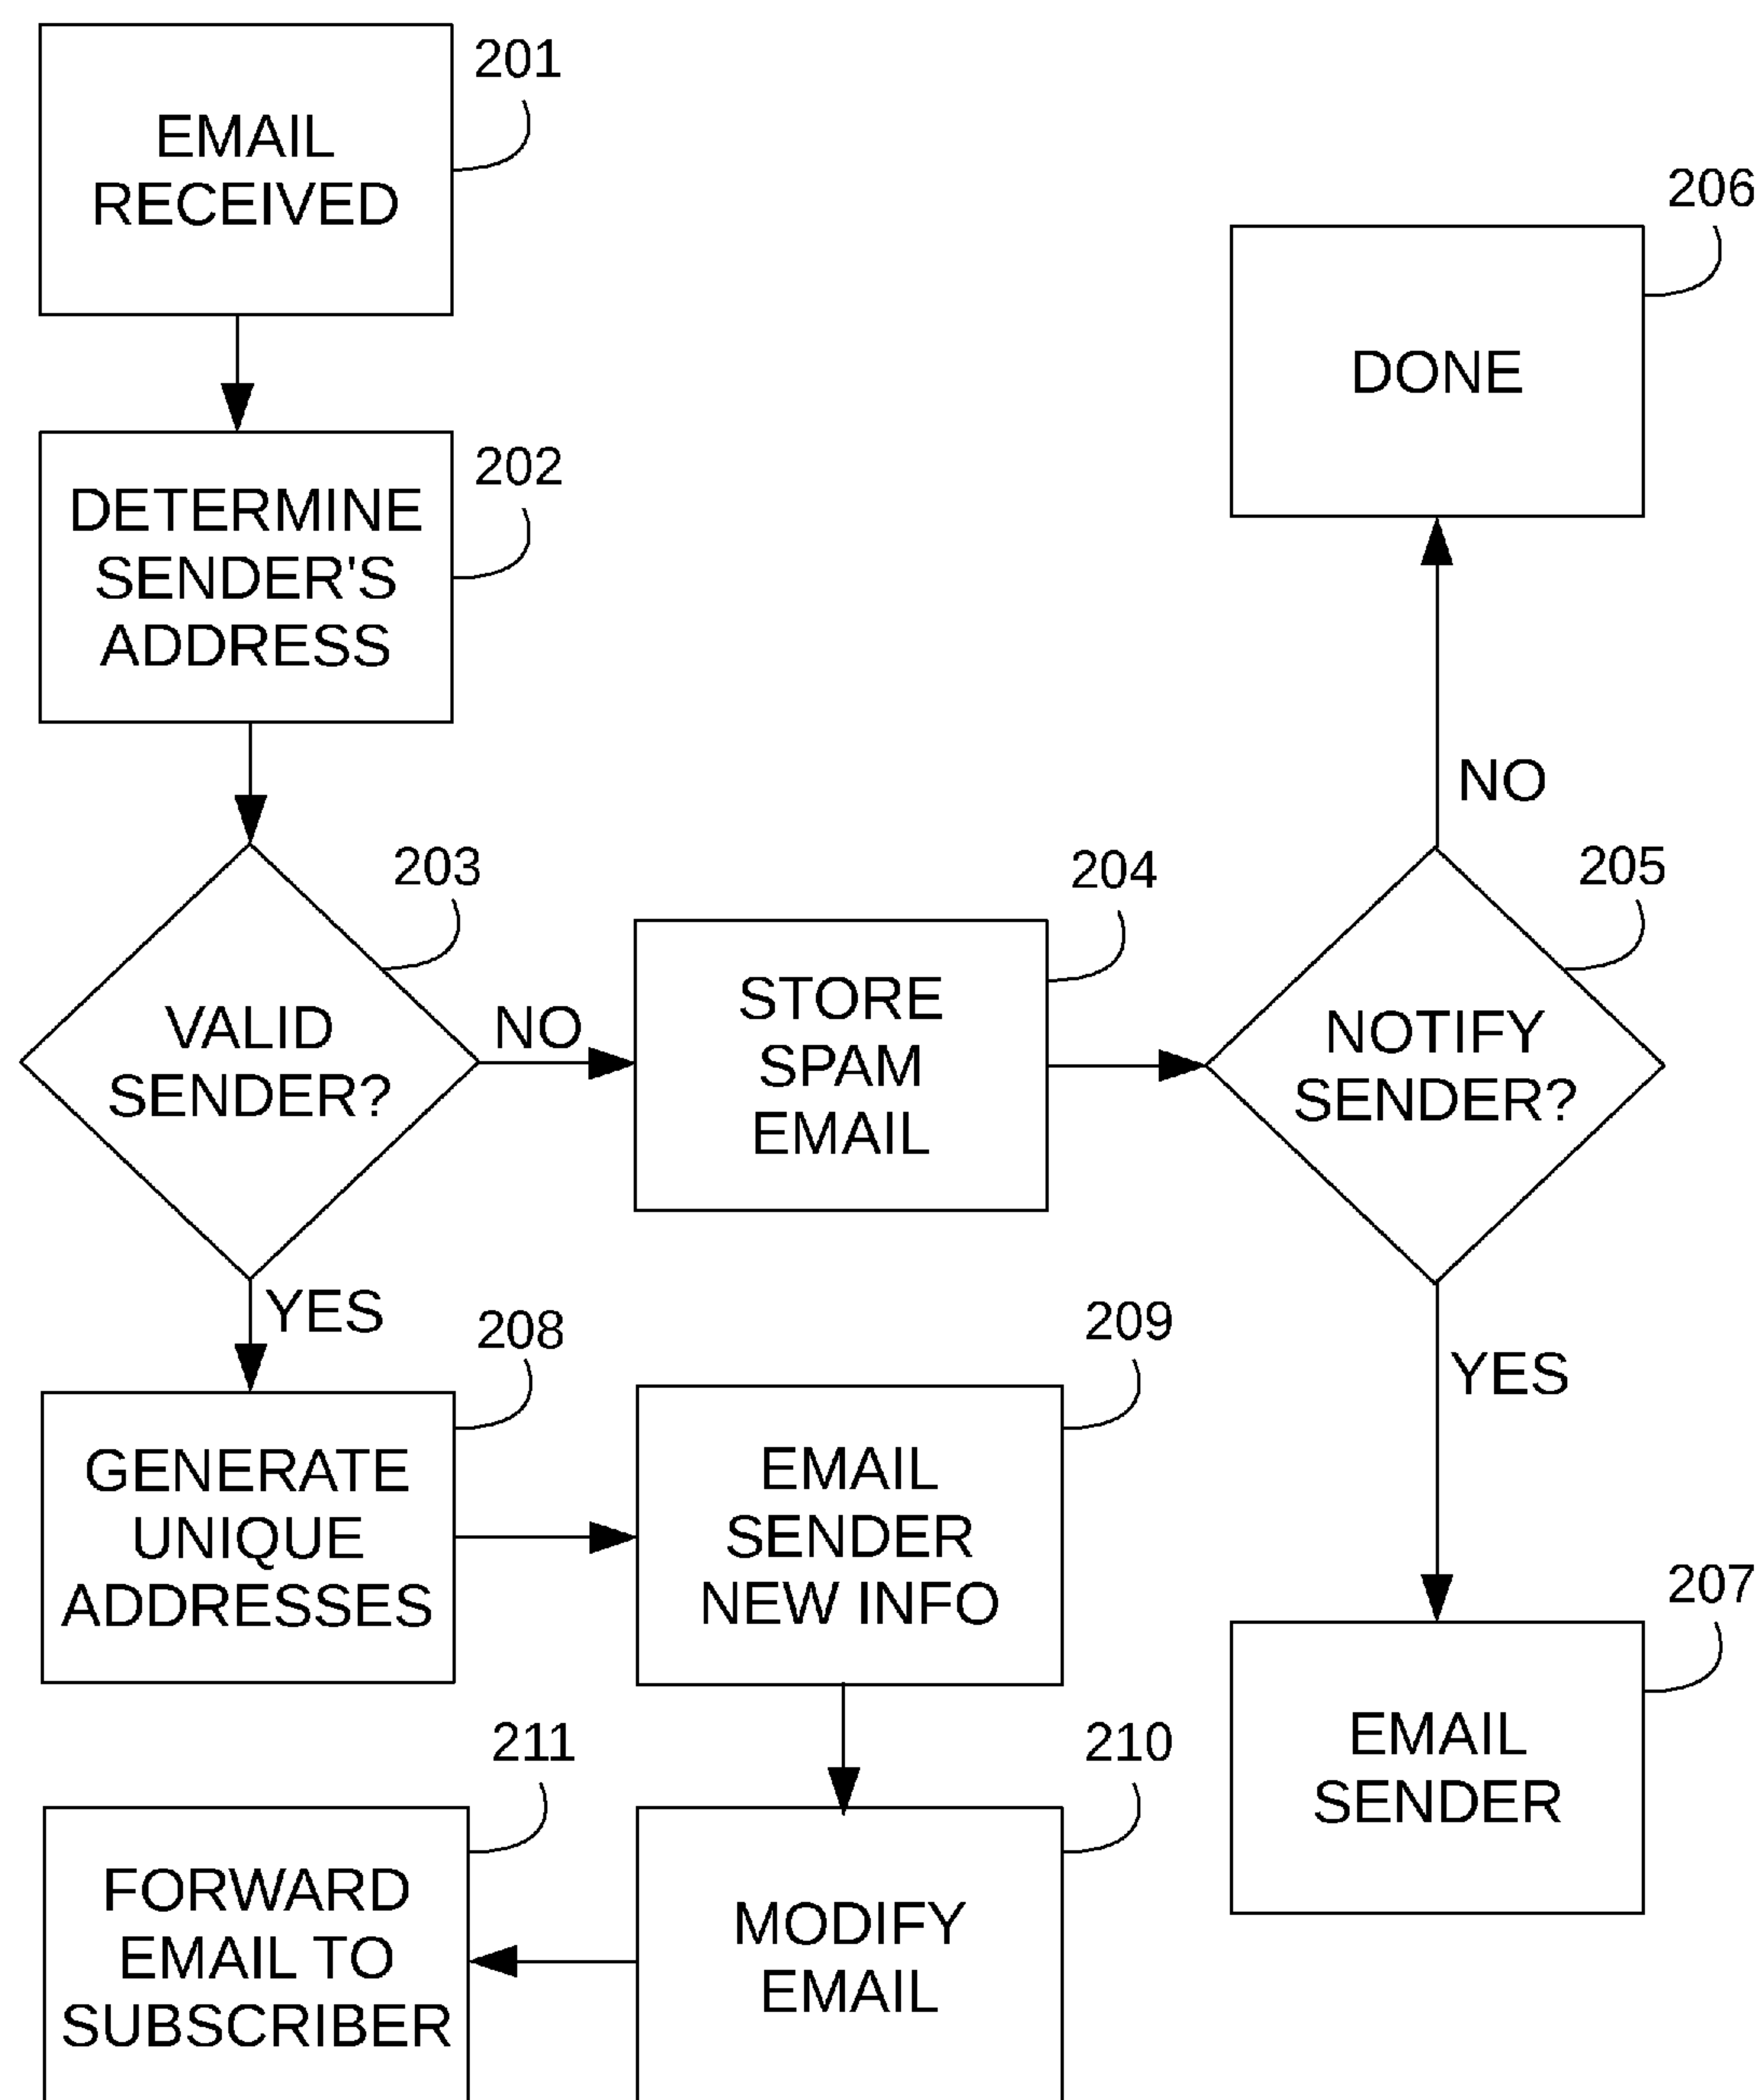 201
EMAIL
RECEIVED
206
DONE
202
DETERMINE
SENDER'S
ADDRESS
NO
203
VALID
SENDER?
NO
204
STORE
SPAM
EMAIL
205
NOTIFY
SENDER?
YES
YES
208
GENERATE
UNIQUE
ADDRESSES
209
EMAIL
SENDER
NEW INFO
207
EMAIL
SENDER
211
FORWARD
EMAIL TO
SUBSCRIBER
210
MODIFY
EMAIL